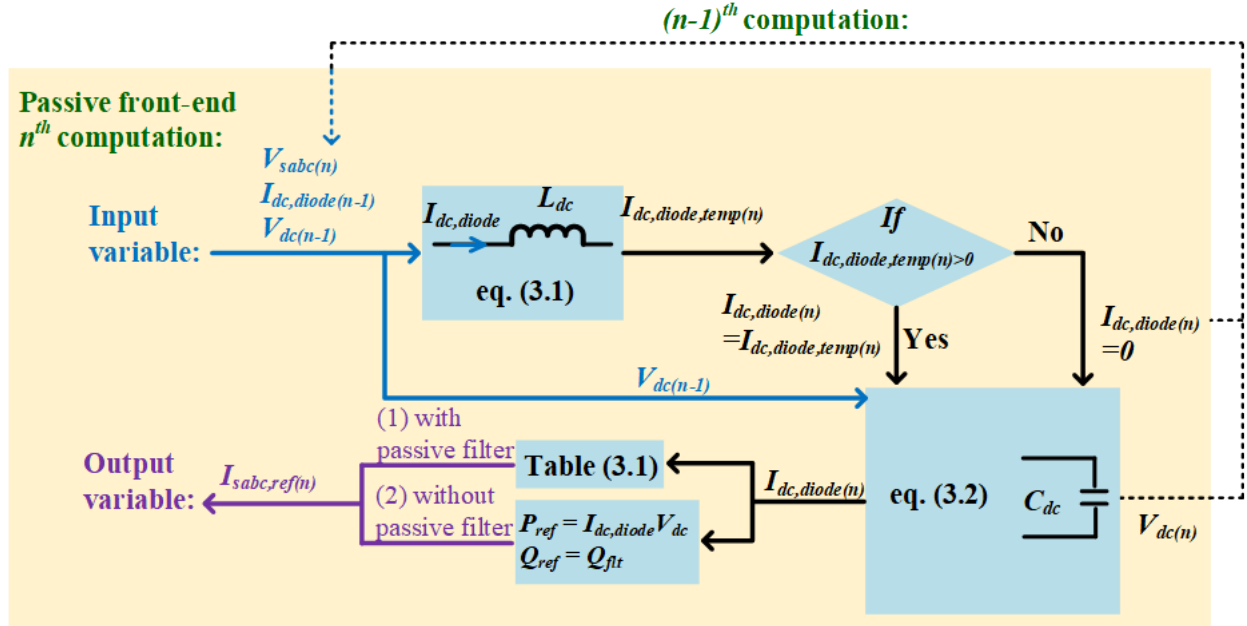 (n-1)th computation:
Passive front-end
nth computation:
Vsabc(n)
Idc,diode(n-1)
Vdc(n-1)
Input
variable:
Idc,diode
Ldc
eq. (3.1)
Idc,diode,temp(n)
If
Idc,diode,temp(n)>0
No
Idc,diode(n)
=Idc,diode,temp(n)
Yes
Idc,diode(n)
=0
Vdc(n-1)
(1) with
passive filter
Table (3.1)
Output
variable:
Isabc,ref(n)
(2) without
passive filter
Pref = Idc,diodeVdc
Qref = Qflt
Idc,diode(n)
eq. (3.2)
Cdc
Vdc(n)